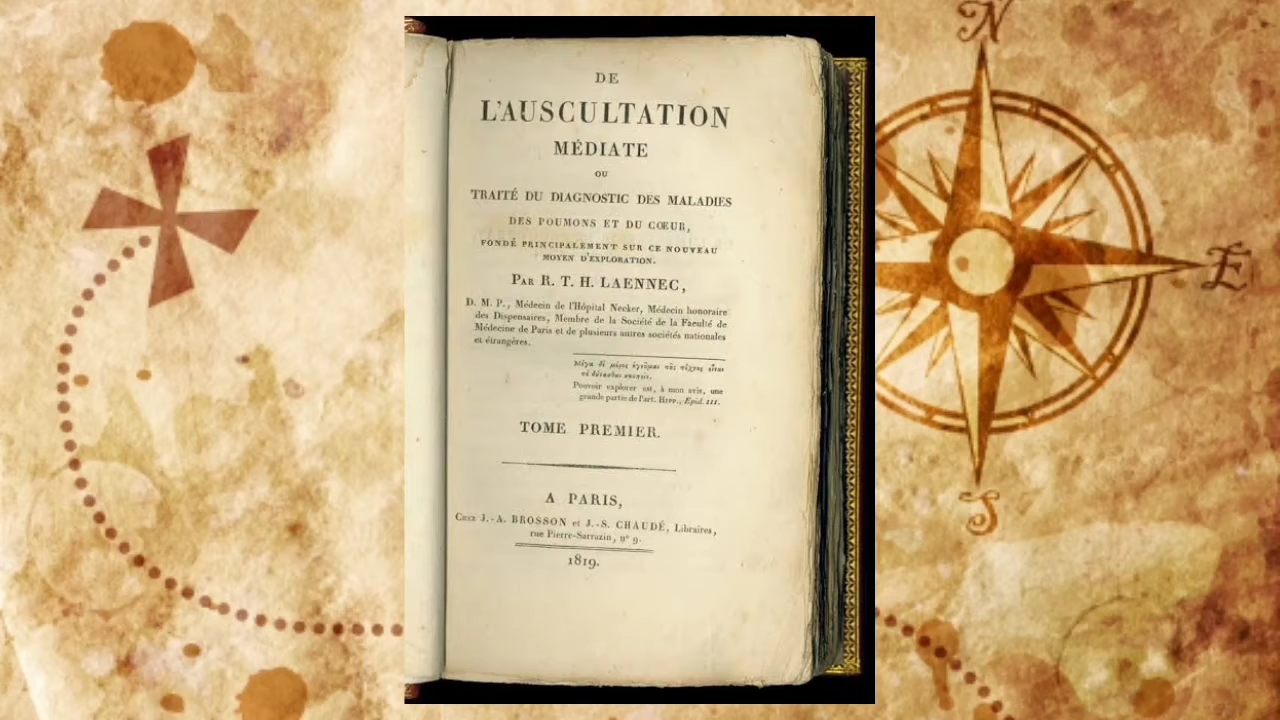 DE
L'AUSCULTATION
MÉDIATE
OU
TRAITÉ DU DIAGNOSTIC DES MALADIES
DES POUMONS ET DU CŒUR,
FONDÉ PRINCIPALEMENT SUR CE NOUVEAU
MOYEN D'EXPLORATION.
PAR R. T. H. LAENNEC,
D. M. P., Médecin de l'Hôpital Necker, Médecin honoraire
des Dispensaires, Membre de la Société de la Faculté de
Médecine de Paris et de plusieurs autres sociétés nationales
et étrangères.
Pouvoir explorer est, à mon avis, une
grande partie de l'art. HIPP., Epid. III.
TOME PREMIER.
A PARIS,
CHEZ J.-A. BROSSON et J.-S. CHAUDÉ, Libraires,
rue Pierre-Sarrazin, n° 9.
1819.
N
E
S